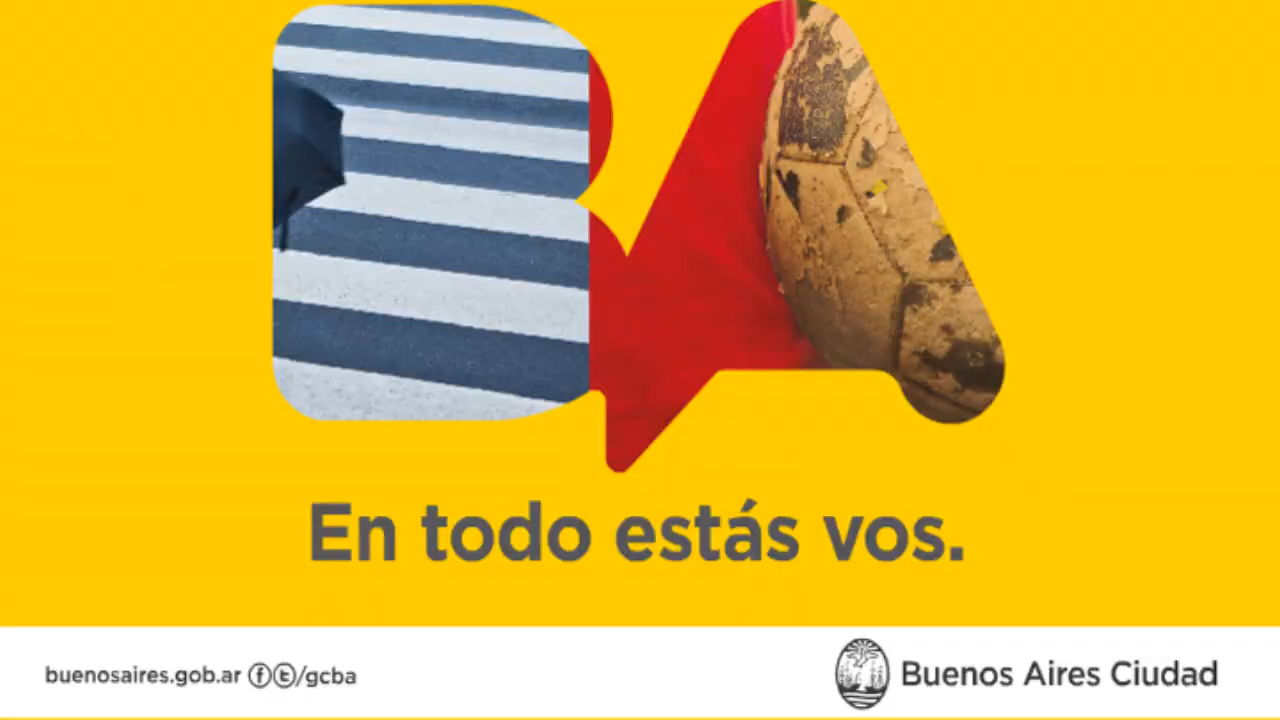 BA
En todo estás vos.
buenosaires.gob.ar f t /gcba
Buenos Aires Ciudad